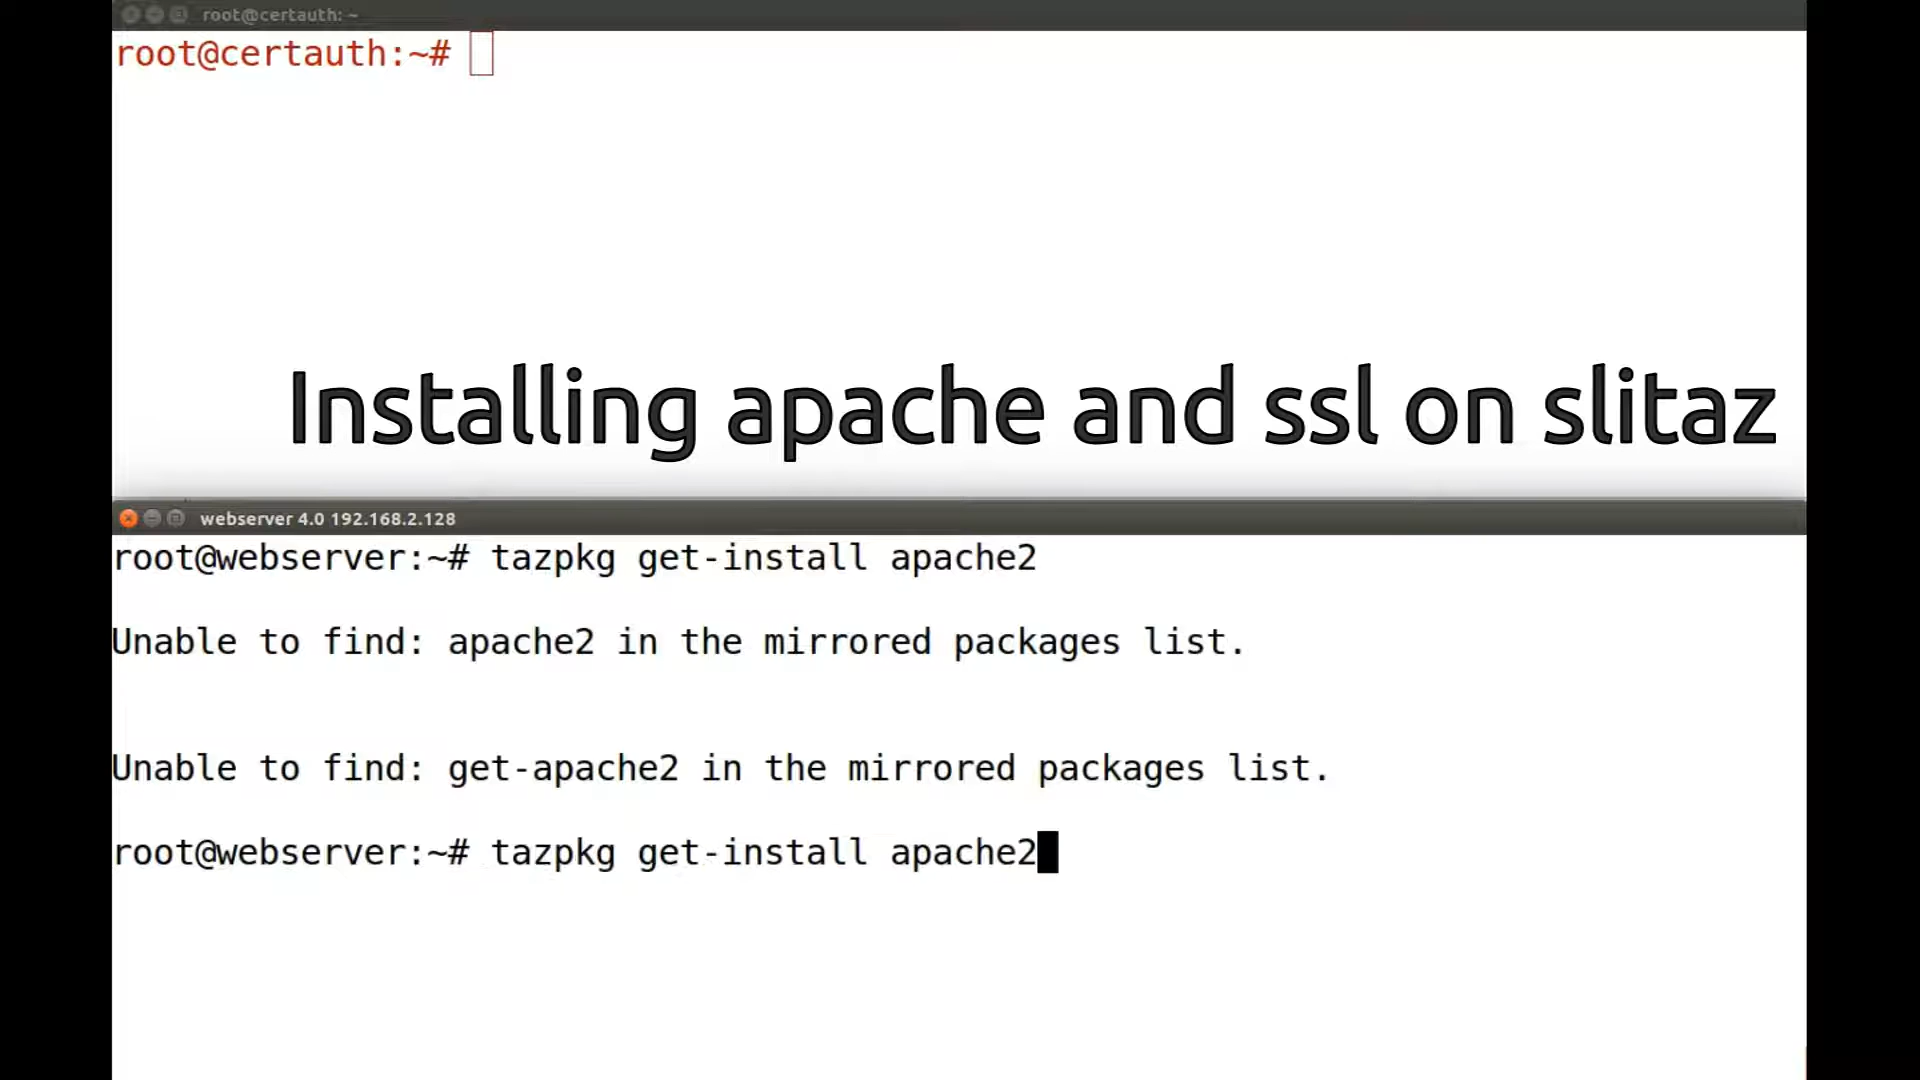 root@certauth: ~
root@certauth:~#
Installing apache and ssl on slitaz
webserver 4.0 192.168.2.128
root@webserver:~# tazpkg get-install apache2
Unable to find: apache2 in the mirrored packages list.
Unable to find: get-apache2 in the mirrored packages list.
root@webserver:~# tazpkg get-install apache2